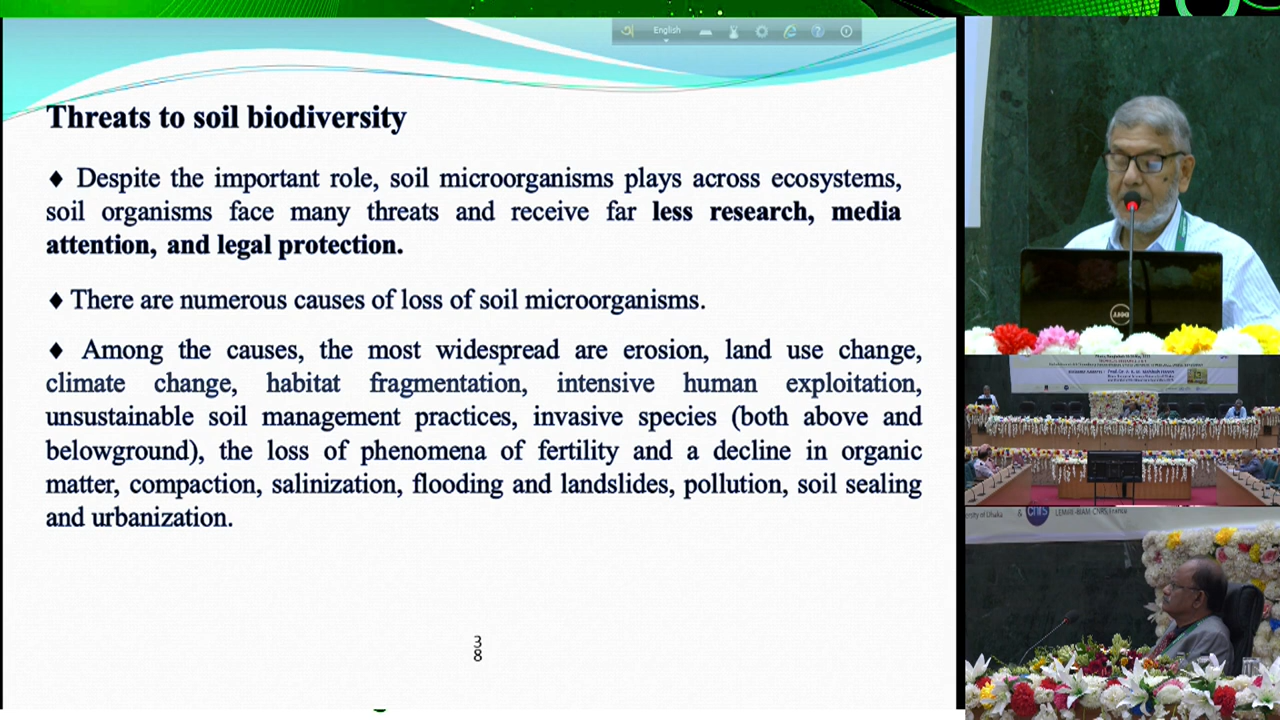 English
Threats to soil biodiversity
♦ Despite the important role, soil microorganisms plays across ecosystems,
soil organisms face many threats and receive far less research, media
attention, and legal protection.
♦ There are numerous causes of loss of soil microorganisms.
♦ Among the causes, the most widespread are erosion, land use change,
climate change, habitat fragmentation, intensive human exploitation,
unsustainable soil management practices, invasive species (both above and
belowground), the loss of phenomena of fertility and a decline in organic
matter, compaction, salinization, flooding and landslides, pollution, soil sealing
and urbanization.
3
8
DELL
&
cnrs